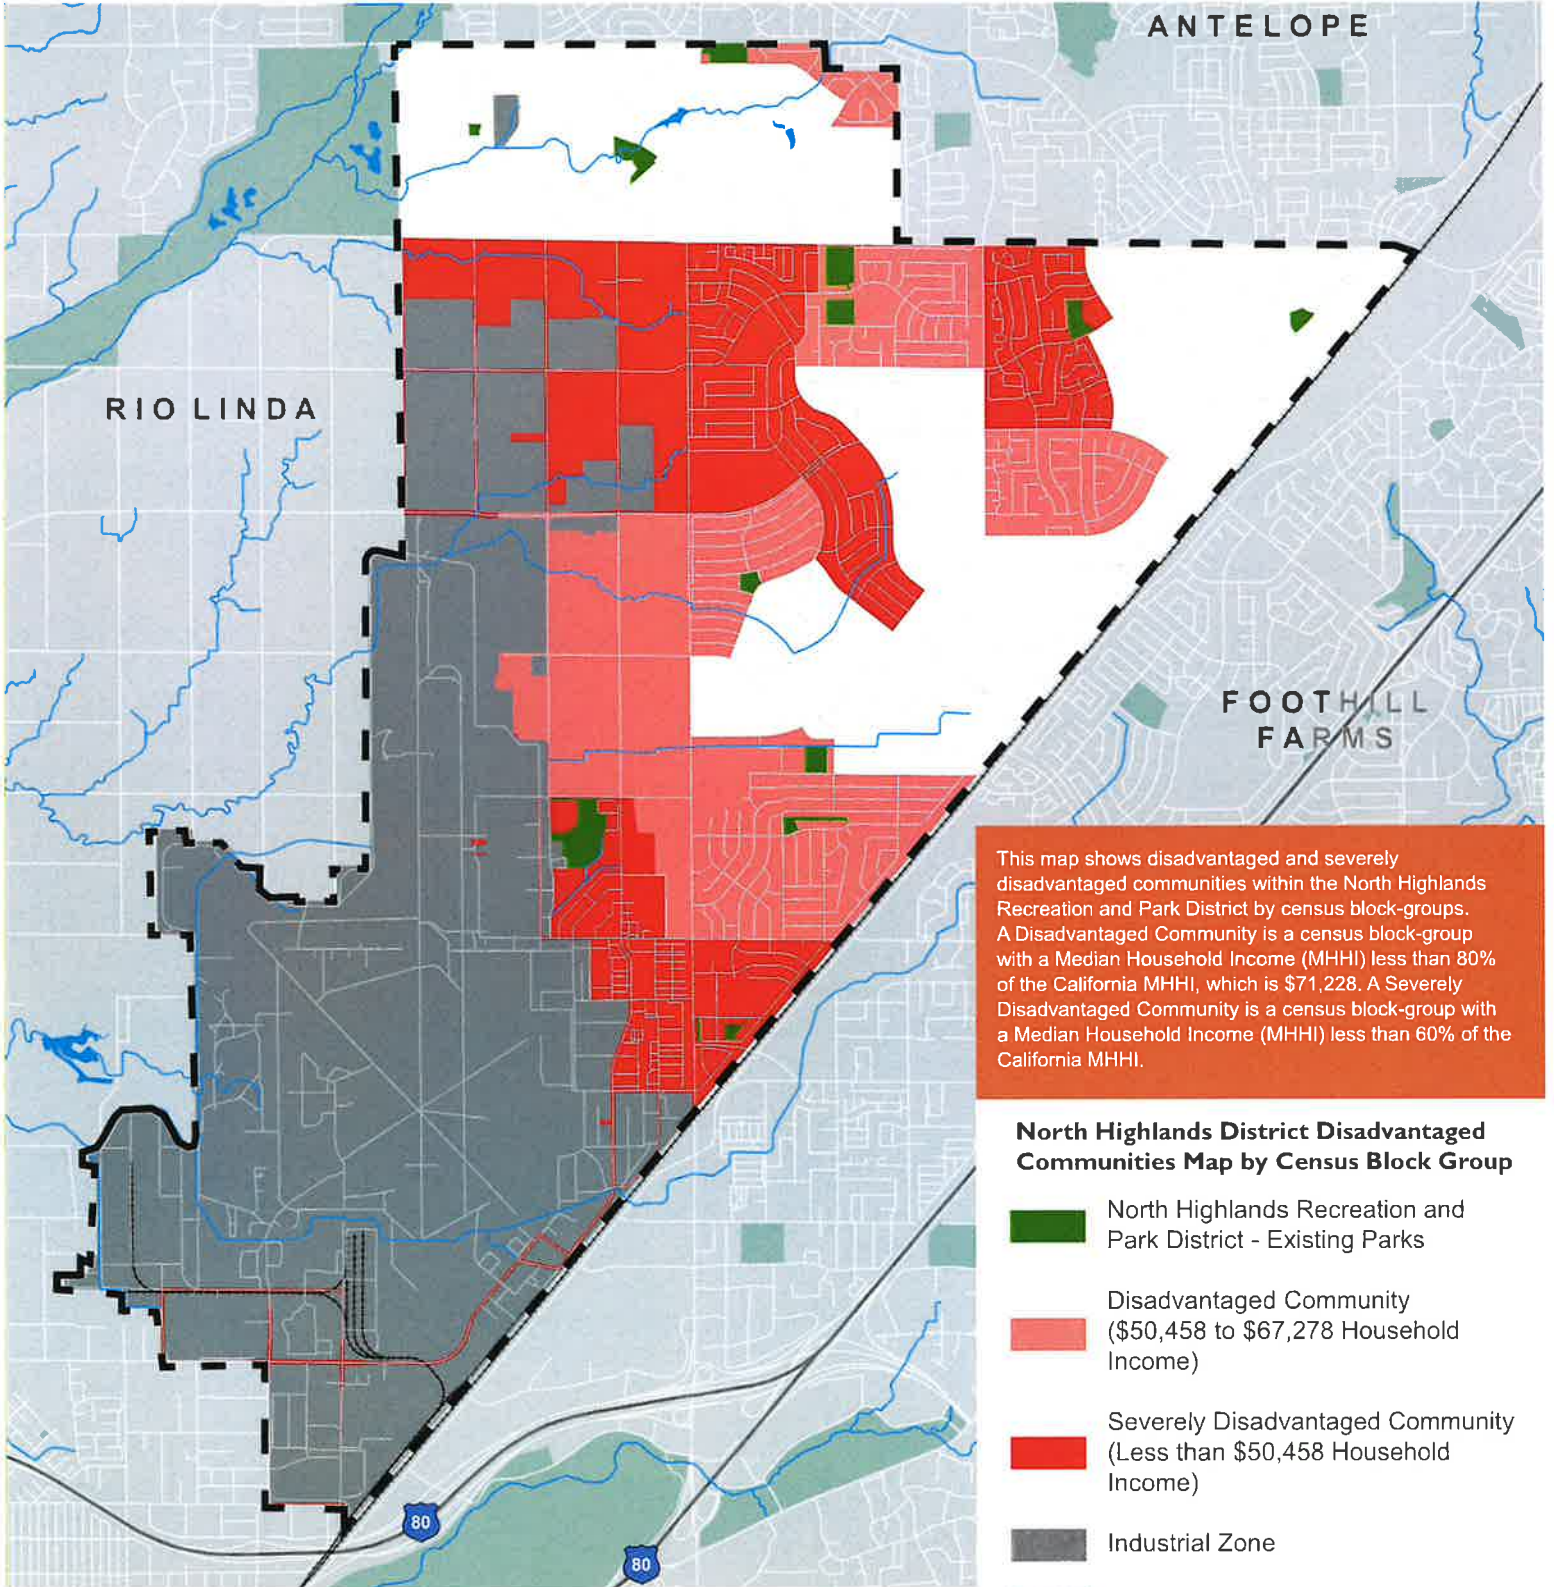 ANTELOPE
RIO LINDA
FOOTHILL
FARMS
This map shows disadvantaged and severely
disadvantaged communities within the North Highlands
Recreation and Park District by census block-groups.
A Disadvantaged Community is a census block-group
with a Median Household Income (MHHI) less than 80%
of the California MHHI, which is $71,228. A Severely
Disadvantaged Community is a census block-group with
a Median Household Income (MHHI) less than 60% of the
California MHHI.
North Highlands District Disadvantaged
Communities Map by Census Block Group
North Highlands Recreation and
Park District - Existing Parks
Disadvantaged Community
($50,458 to $67,278 Household
Income)
Severely Disadvantaged Community
(Less than $50,458 Household
Income)
Industrial Zone
80
80